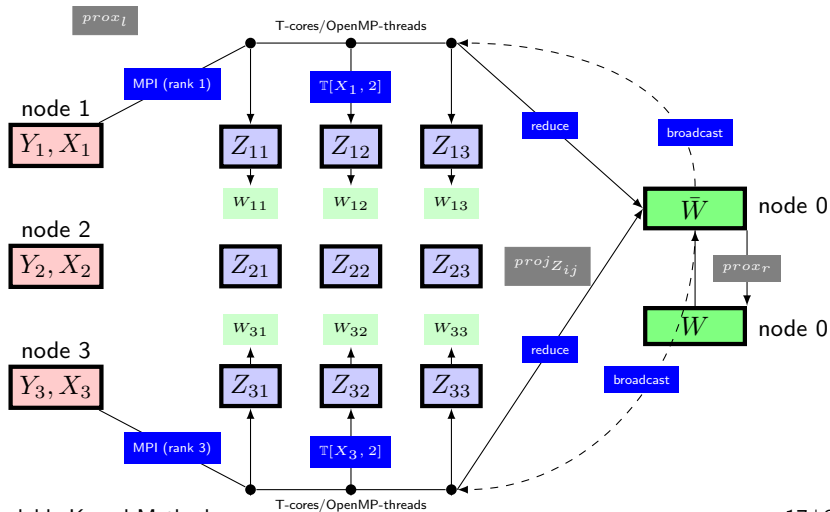 prox_l
T-cores/OpenMP-threads
MPI (rank 1)
𝕋[X_1, 2]
node 1
Y_1, X_1
Z_11 Z_12 Z_13
reduce
broadcast
W_11 W_12 W_13
W̄ node 0
node 2
Y_2, X_2
Z_21 Z_22 Z_23
proj_{Z_ij}
prox_r
W_31 W_32 W_33
W node 0
reduce
node 3
Y_3, X_3
Z_31 Z_32 Z_33
broadcast
MPI (rank 3)
𝕋[X_3, 2]
T-cores/OpenMP-threads